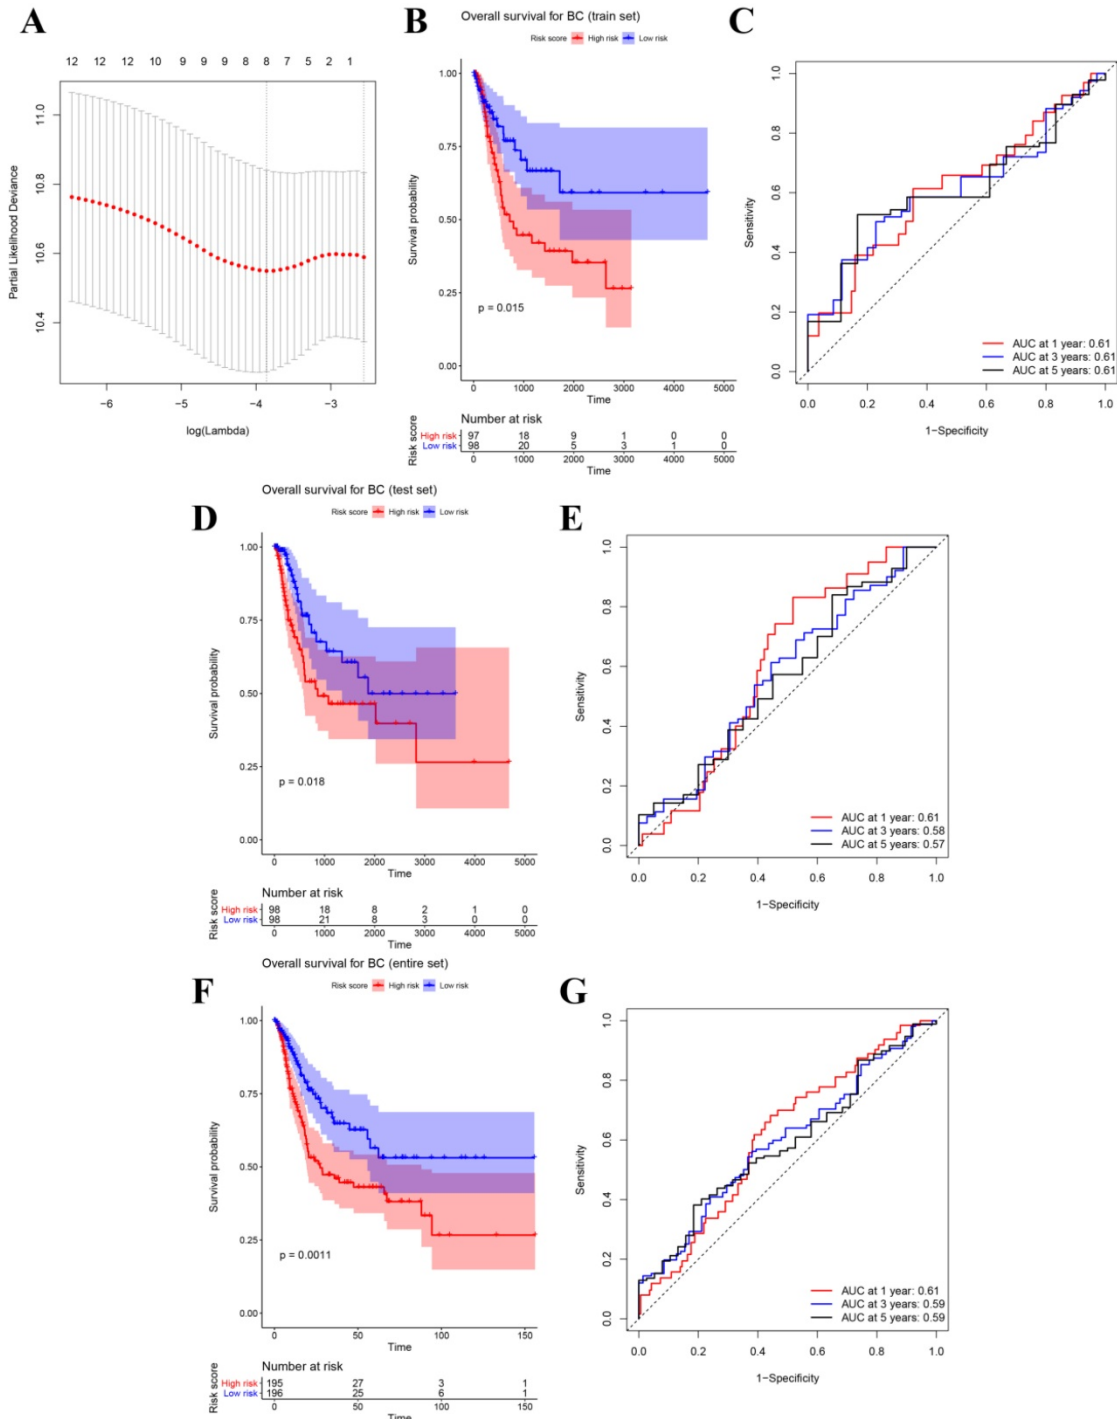 A
12 12 12 10 9 9 9 8 8 7 5 2 1
11.0
10.8
10.6
10.4
Partial Likelihood Deviance
−6 −5 −4 −3
log(Lambda)
B
Overall survival for BC (train set)
Risk score High risk Low risk
1.00
0.75
0.50
0.25
0.00
Survival probability
p = 0.015
0 1000 2000 3000 4000 5000
Time
Number at risk
Risk score
High risk 97 18 9 1 0 0
Low risk 98 20 5 3 1 0
0 1000 2000 3000 4000 5000
Time
C
1.0
0.8
0.6
0.4
0.2
0.0
Sensitivity
AUC at 1 year: 0.61
AUC at 3 years: 0.61
AUC at 5 years: 0.61
0.0 0.2 0.4 0.6 0.8 1.0
1−Specificity
D
Overall survival for BC (test set)
Risk score High risk Low risk
1.00
0.75
0.50
0.25
0.00
Survival probability
p = 0.018
0 1000 2000 3000 4000 5000
Time
Number at risk
Risk score
High risk 98 18 8 2 1 0
Low risk 98 21 8 3 0 0
0 1000 2000 3000 4000 5000
Time
E
1.0
0.8
0.6
0.4
0.2
0.0
Sensitivity
AUC at 1 year: 0.61
AUC at 3 years: 0.58
AUC at 5 years: 0.57
0.0 0.2 0.4 0.6 0.8 1.0
1−Specificity
F
Overall survival for BC (entire set)
Risk score High risk Low risk
1.00
0.75
0.50
0.25
0.00
Survival probability
p = 0.0011
0 50 100 150
Time
Number at risk
Risk score
High risk 195 27 3 1
Low risk 196 25 6 1
0 50 100 150
Time
G
1.0
0.8
0.6
0.4
0.2
0.0
Sensitivity
AUC at 1 year: 0.61
AUC at 3 years: 0.59
AUC at 5 years: 0.59
0.0 0.2 0.4 0.6 0.8 1.0
1−Specificity